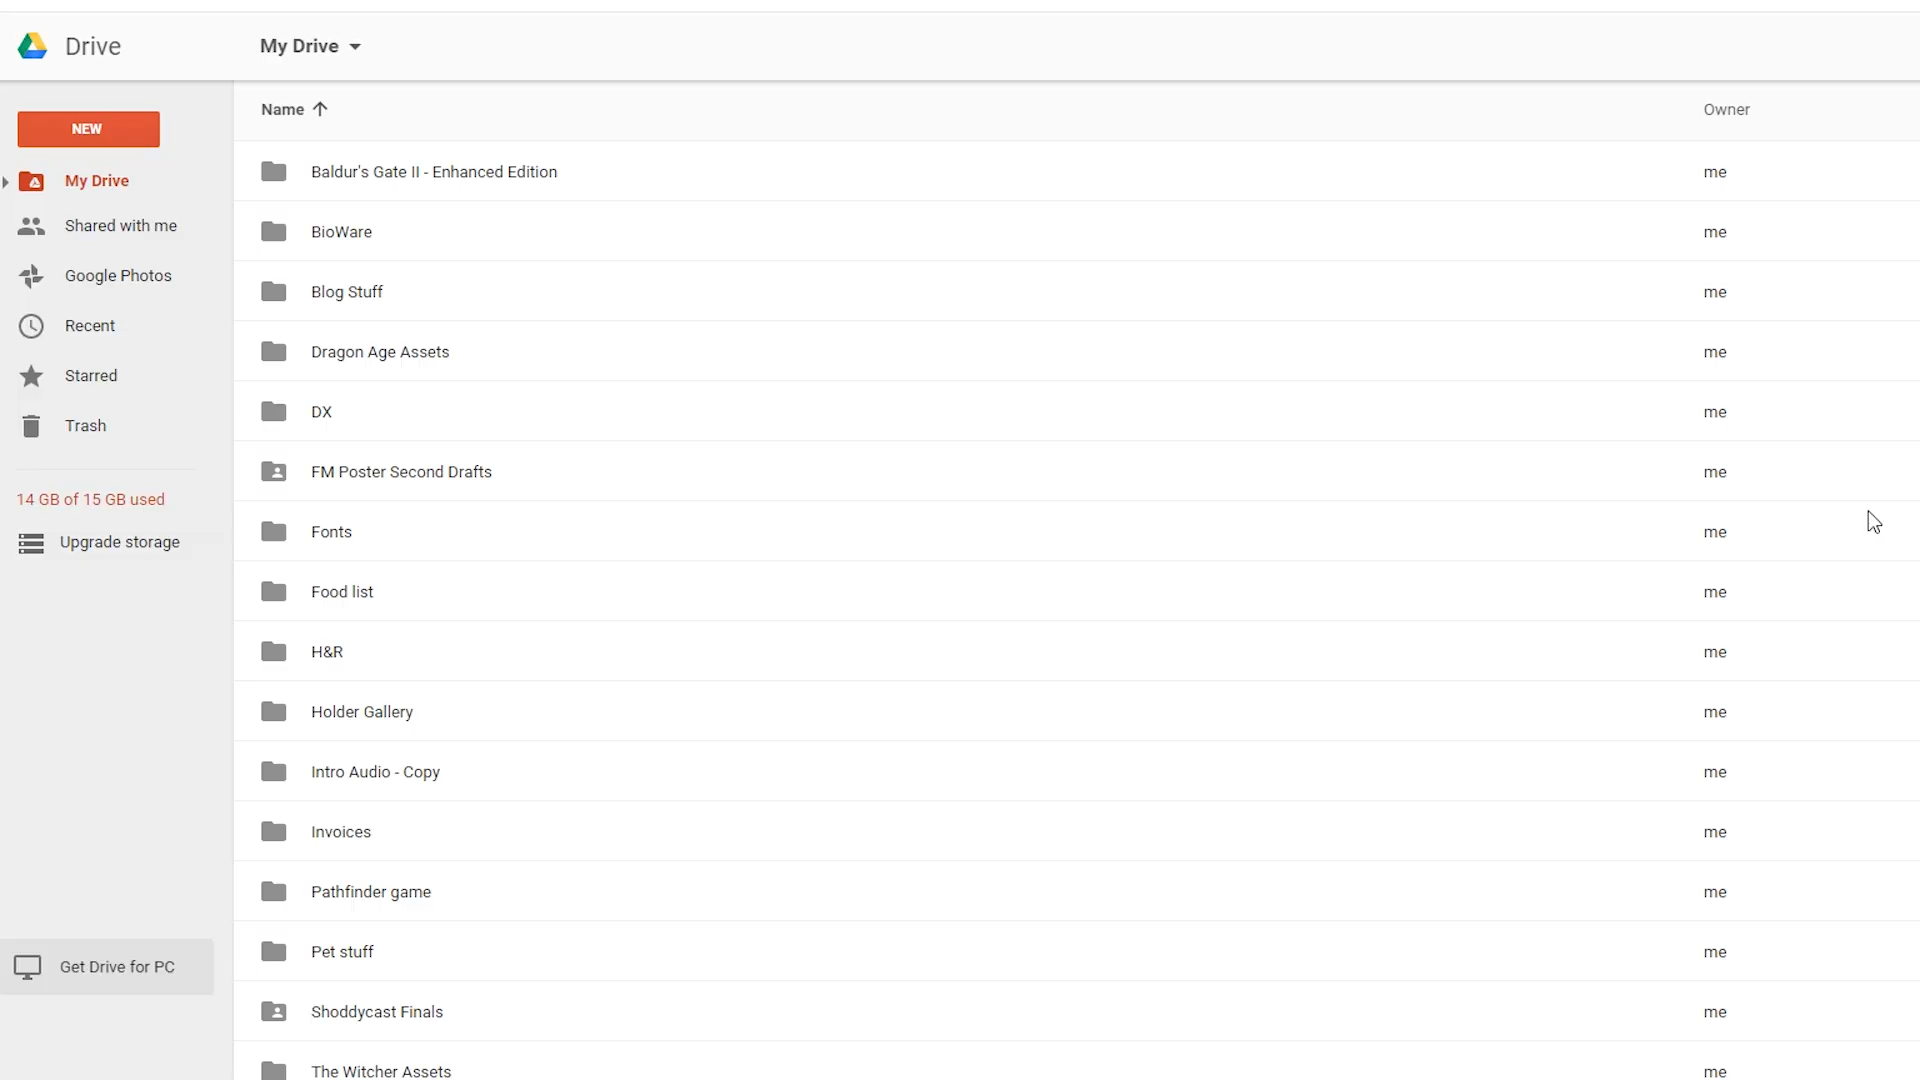 Drive
My Drive
NEW
My Drive
Shared with me
Google Photos
Recent
Starred
Trash
14 GB of 15 GB used
Upgrade storage
Get Drive for PC
Name Owner
Baldur's Gate II - Enhanced Edition me
BioWare me
Blog Stuff me
Dragon Age Assets me
DX me
FM Poster Second Drafts me
Fonts me
Food list me
H&R me
Holder Gallery me
Intro Audio - Copy me
Invoices me
Pathfinder game me
Pet stuff me
Shoddycast Finals me
The Witcher Assets me